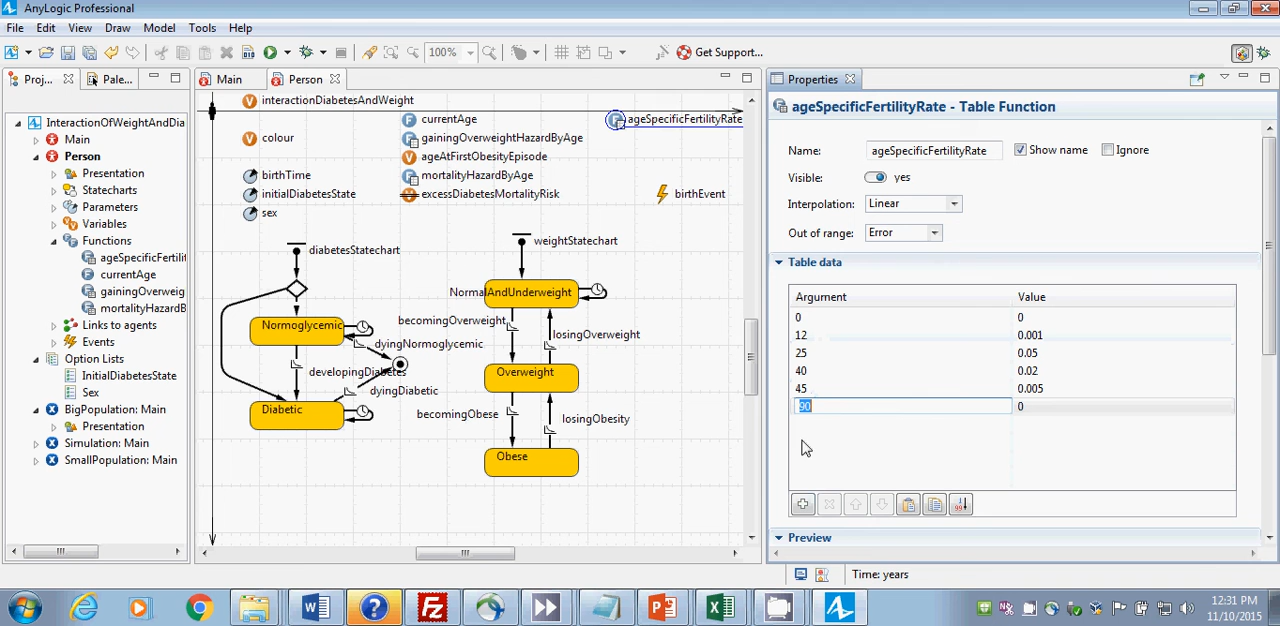 AnyLogic Professional
File Edit View Draw Model Tools Help
100% Get Support...
Proj... Pale...
InteractionOfWeightAndDia
Main
Person
Presentation
Statecharts
Parameters
Variables
Functions
ageSpecificFertilit
currentAge
gainingOverweig
mortalityHazardB
Links to agents
Events
Option Lists
InitialDiabetesState
Sex
BigPopulation: Main
Presentation
Simulation: Main
SmallPopulation: Main
Main Person
interactionDiabetesAndWeight
currentAge ageSpecificFertilityRate
colour gainingOverweightHazardByAge
ageAtFirstObesityEpisode
birthTime mortalityHazardByAge
initialDiabetesState excessDiabetesMortalityRisk birthEvent
sex
diabetesStatechart weightStatechart
NormalAndUnderweight
Normoglycemic becomingOverweight losingOverweight
dyingNormoglycemic
developingDiabetes Overweight
dyingDiabetic
Diabetic becomingObese losingObesity
Obese
Properties
ageSpecificFertilityRate - Table Function
Name: ageSpecificFertilityRate Show name Ignore
Visible: yes
Interpolation: Linear
Out of range: Error
Table data
Argument Value
0 0
12 0.001
25 0.05
40 0.02
45 0.005
90 0
Preview
Time: years
12:31 PM
11/10/2015